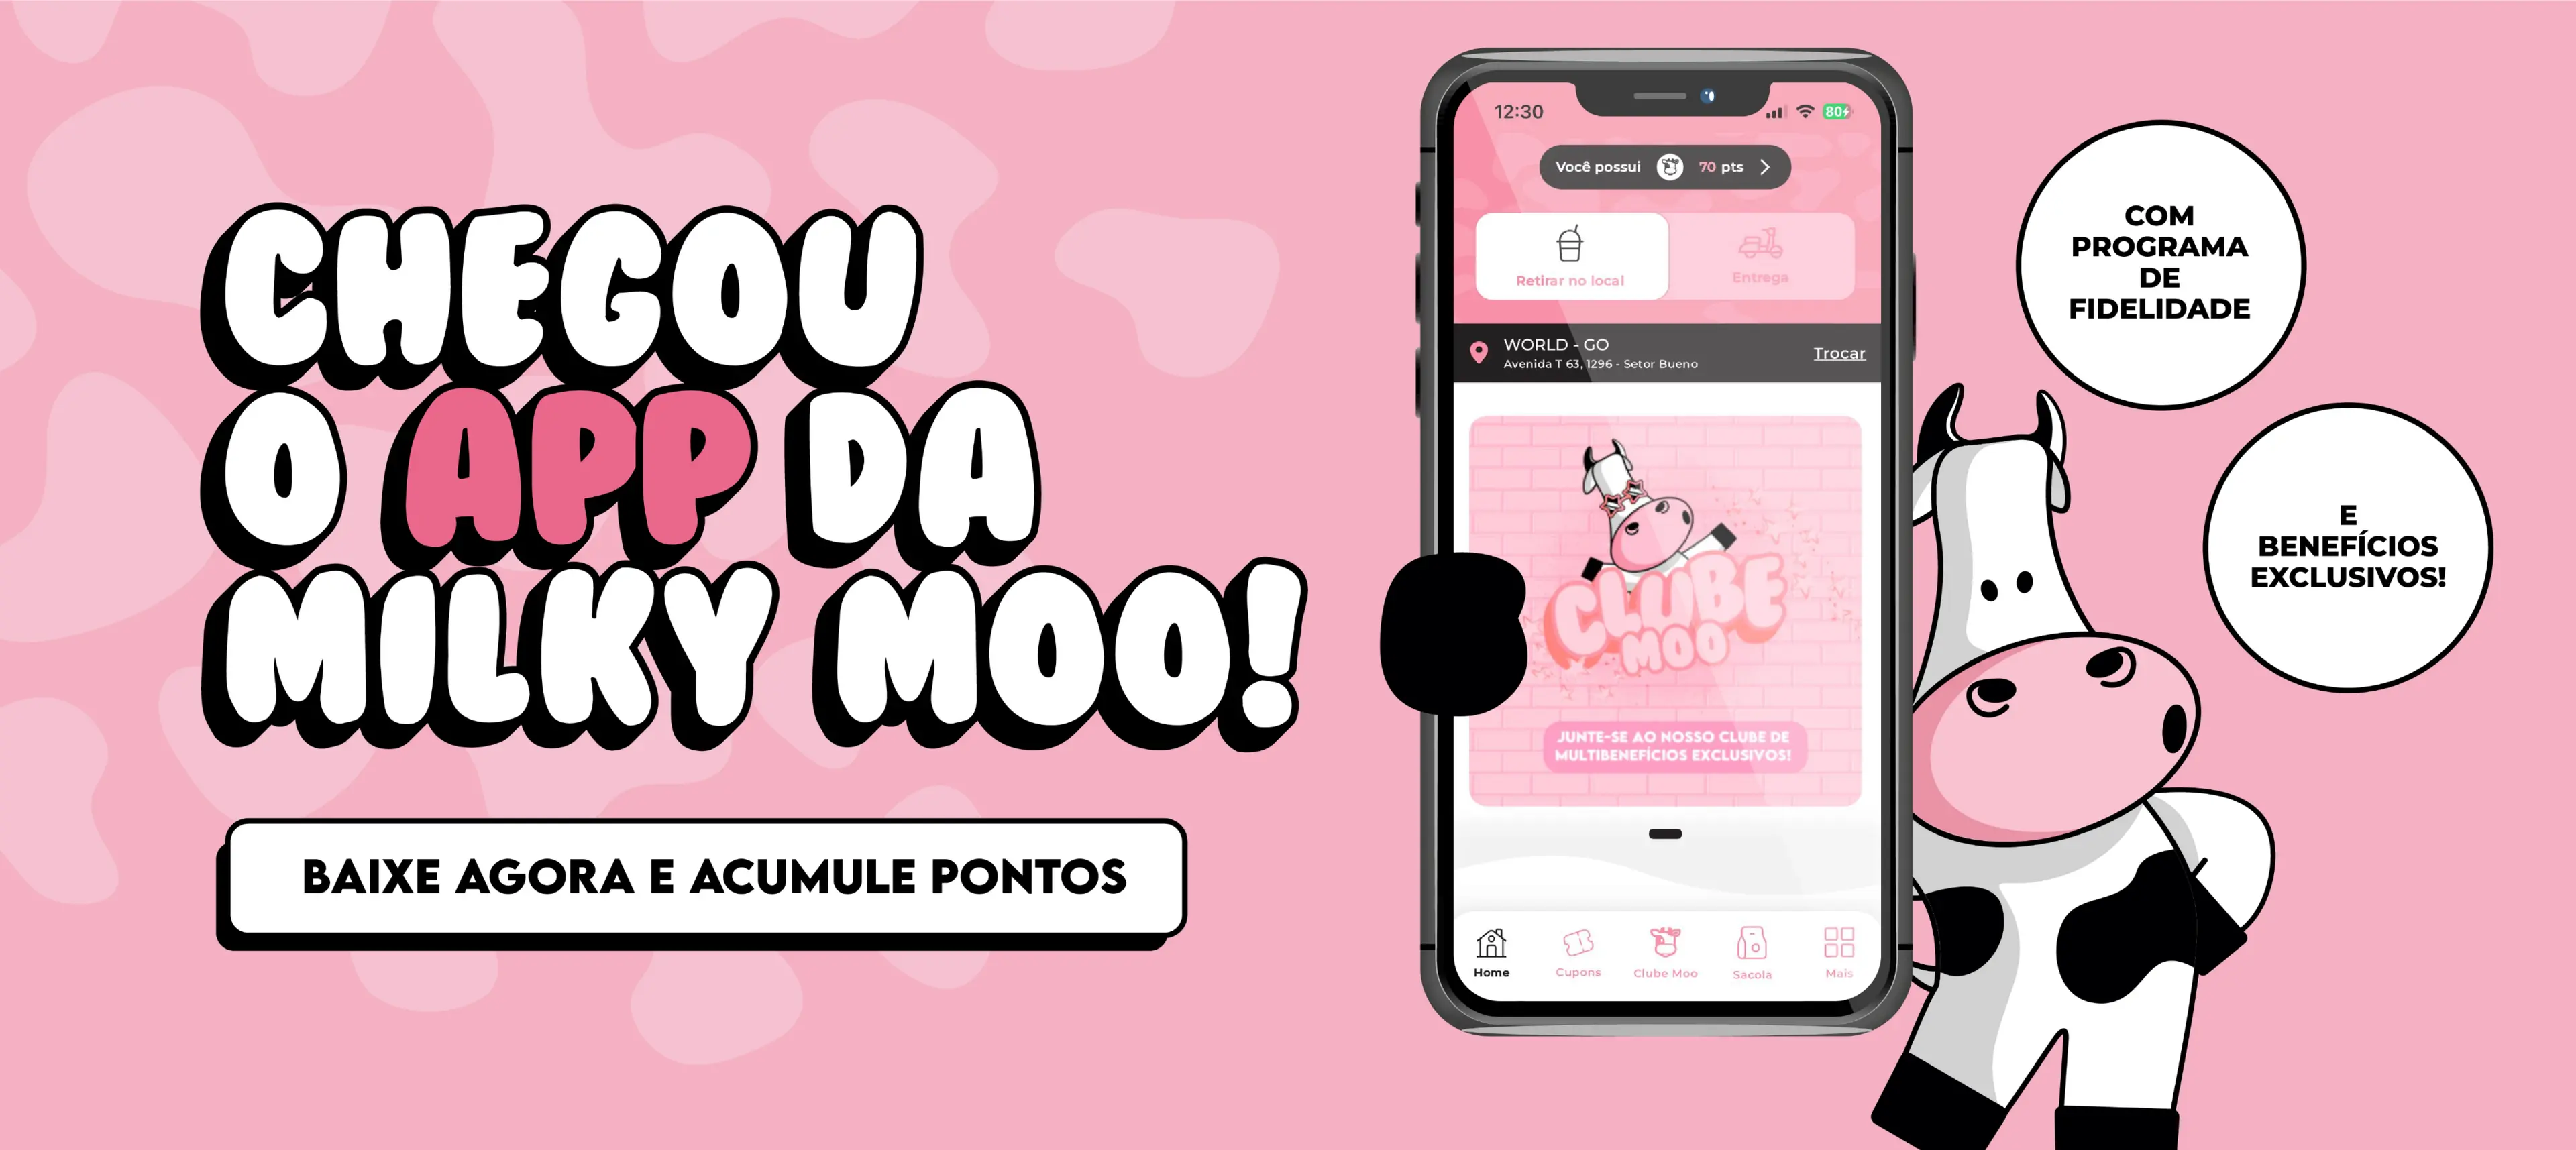 CHEGOU
O APP DA
MILKY MOO!
BAIXE AGORA E ACUMULE PONTOS
12:30
80
Você possui 70 pts
Retirar no local
Entrega
WORLD - GO
Avenida T 63, 1296 - Setor Bueno
Trocar
CLUBE
MOO
JUNTE-SE AO NOSSO CLUBE DE
MULTIBENEFÍCIOS EXCLUSIVOS!
Home
Cupons
Clube Moo
Sacola
Mais
COM
PROGRAMA
DE
FIDELIDADE
E
BENEFÍCIOS
EXCLUSIVOS!